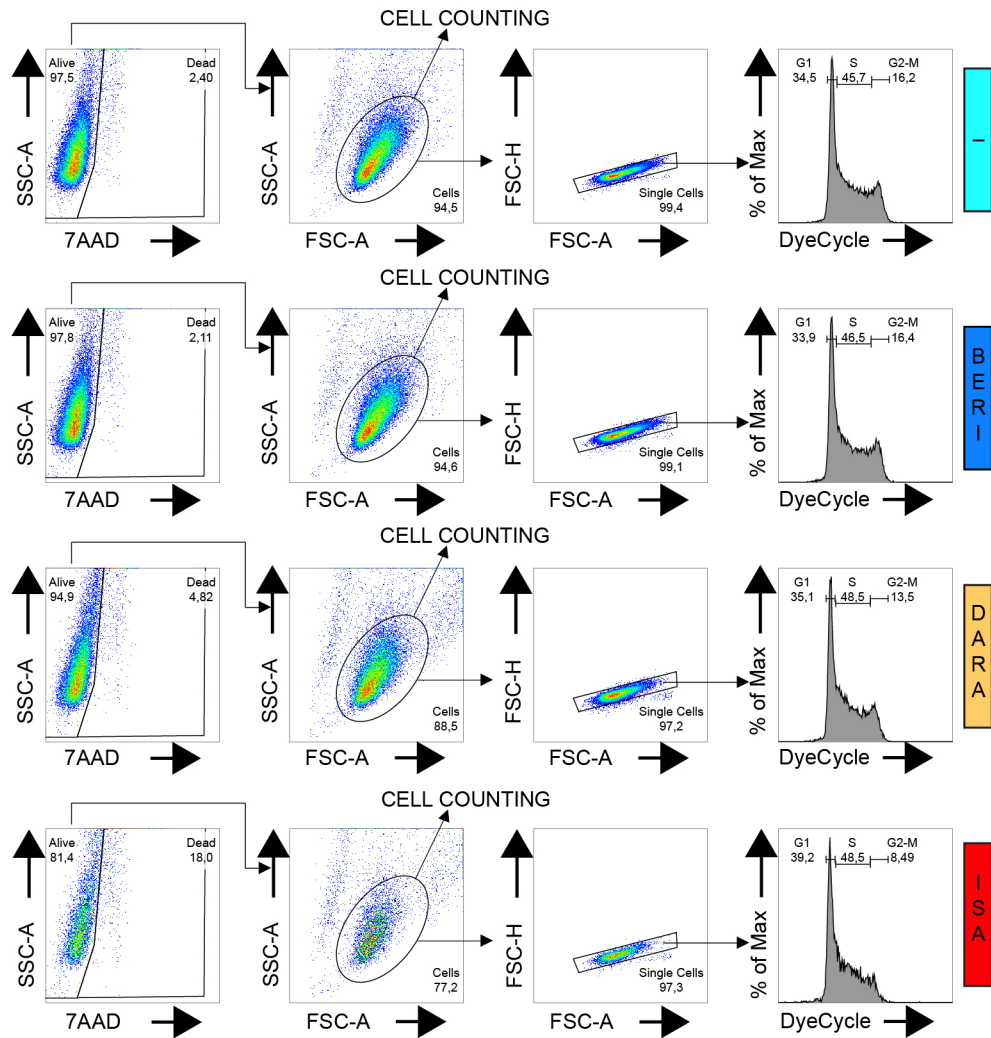 CELL COUNTING
Alive
97,5
Dead
2,40
SSC-A
7AAD
SSC-A
Cells
94,5
FSC-A
FSC-H
Single Cells
99,4
FSC-A
% of Max
G1 S G2-M
34,5 45,7 16,2
DyeCycle
–
CELL COUNTING
Alive
97,8
Dead
2,11
SSC-A
7AAD
SSC-A
Cells
94,6
FSC-A
FSC-H
Single Cells
99,1
FSC-A
% of Max
G1 S G2-M
33,9 46,5 16,4
DyeCycle
BERI
CELL COUNTING
Alive
94,9
Dead
4,82
SSC-A
7AAD
SSC-A
Cells
88,5
FSC-A
FSC-H
Single Cells
97,2
FSC-A
% of Max
G1 S G2-M
35,1 48,5 13,5
DyeCycle
DARA
CELL COUNTING
Alive
81,4
Dead
18,0
SSC-A
7AAD
SSC-A
Cells
77,2
FSC-A
FSC-H
Single Cells
97,3
FSC-A
% of Max
G1 S G2-M
39,2 48,5 8,49
DyeCycle
ISA